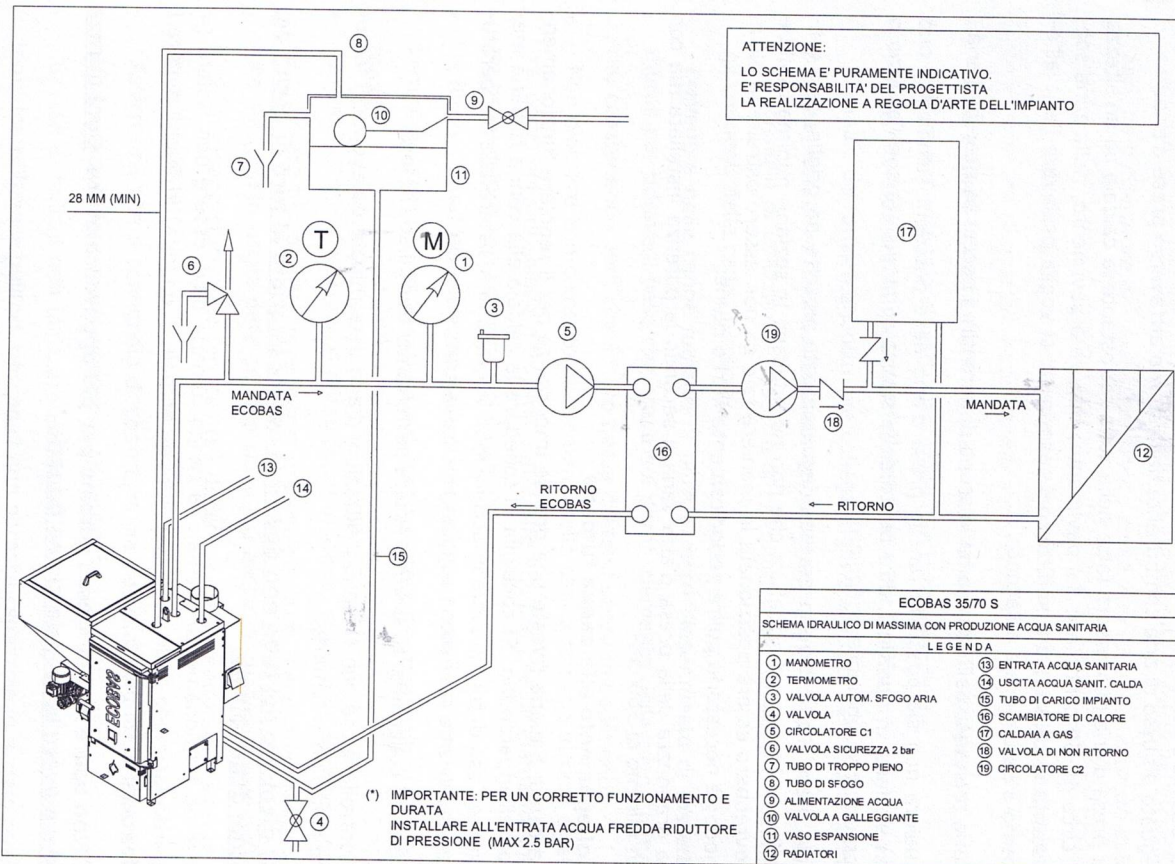 ATTENZIONE:
LO SCHEMA E' PURAMENTE INDICATIVO.
E' RESPONSABILITA' DEL PROGETTISTA
LA REALIZZAZIONE A REGOLA D'ARTE DELL'IMPIANTO
8
9
10
7
11
17
28 MM (MIN)
T
M
2
1
6
3
5
19
MANDATA
ECOBAS
MANDATA
18
16
12
13
14
RITORNO
ECOBAS
RITORNO
15
ECOBAS
4
(*) IMPORTANTE: PER UN CORRETTO FUNZIONAMENTO E
DURATA
INSTALLARE ALL'ENTRATA ACQUA FREDDA RIDUTTORE
DI PRESSIONE (MAX 2.5 BAR)
ECOBAS 35/70 S
SCHEMA IDRAULICO DI MASSIMA CON PRODUZIONE ACQUA SANITARIA
LEGENDA
1 MANOMETRO
2 TERMOMETRO
3 VALVOLA AUTOM. SFOGO ARIA
4 VALVOLA
5 CIRCOLATORE C1
6 VALVOLA SICUREZZA 2 bar
7 TUBO DI TROPPO PIENO
8 TUBO DI SFOGO
9 ALIMENTAZIONE ACQUA
10 VALVOLA A GALLEGGIANTE
11 VASO ESPANSIONE
12 RADIATORI
13 ENTRATA ACQUA SANITARIA
14 USCITA ACQUA SANIT. CALDA
15 TUBO DI CARICO IMPIANTO
16 SCAMBIATORE DI CALORE
17 CALDAIA A GAS
18 VALVOLA DI NON RITORNO
19 CIRCOLATORE C2